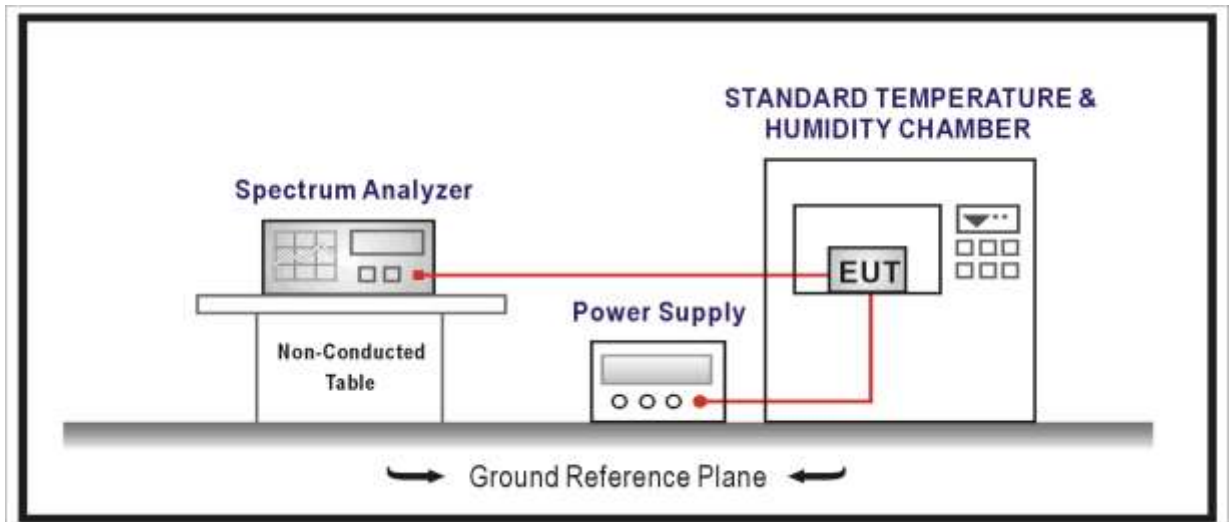 STANDARD TEMPERATURE &
HUMIDITY CHAMBER
Spectrum Analyzer
EUT
Power Supply
Non-Conducted
Table
Ground Reference Plane